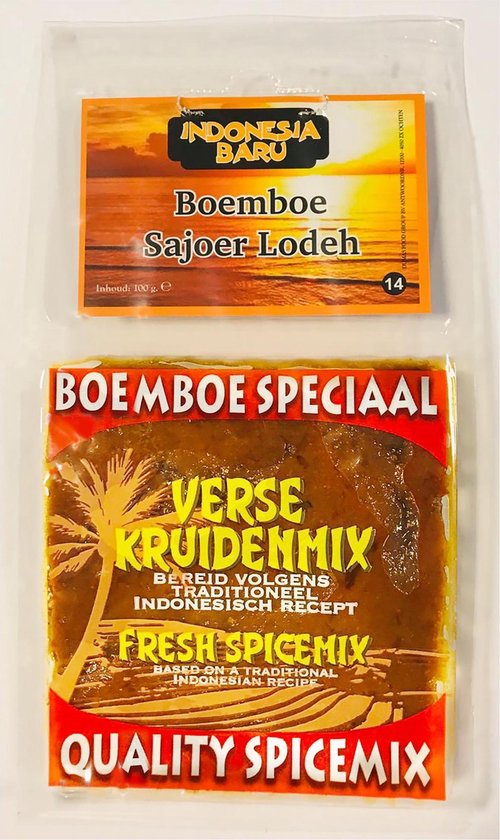 INDONESIA
BARU
Boemboe
Sajoer Lodeh
Inhoud: 100 g. ℮
14
BOEMBOE SPECIAAL
VERSE
KRUIDENMIX
BEREID VOLGENS
TRADITIONEEL
INDONESISCH RECEPT
FRESH SPICEMIX
BASED ON A TRADITIONAL
INDONESIAN RECIPE
QUALITY SPICEMIX